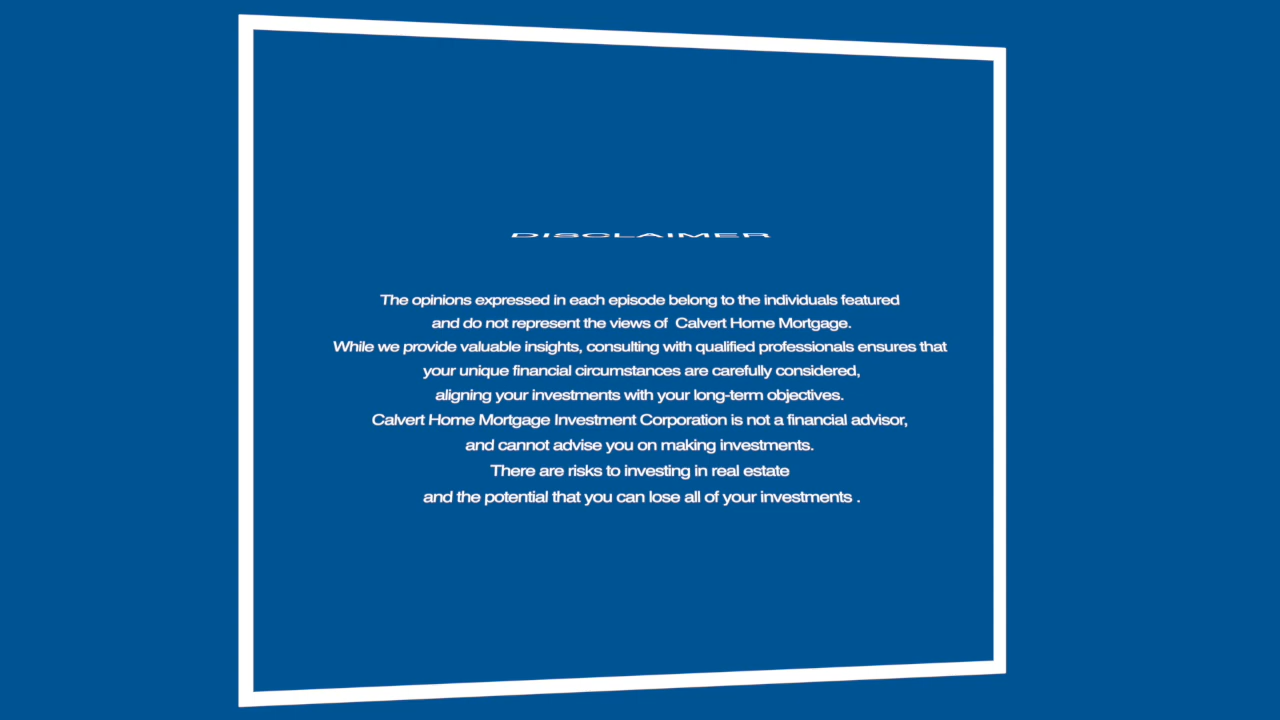 DISCLAIMER
The opinions expressed in each episode belong to the individuals featured
and do not represent the views of Calvert Home Mortgage.
While we provide valuable insights, consulting with qualified professionals ensures that
your unique financial circumstances are carefully considered,
aligning your investments with your long-term objectives.
Calvert Home Mortgage Investment Corporation is not a financial advisor,
and cannot advise you on making investments.
There are risks to investing in real estate
and the potential that you can lose all of your investments .